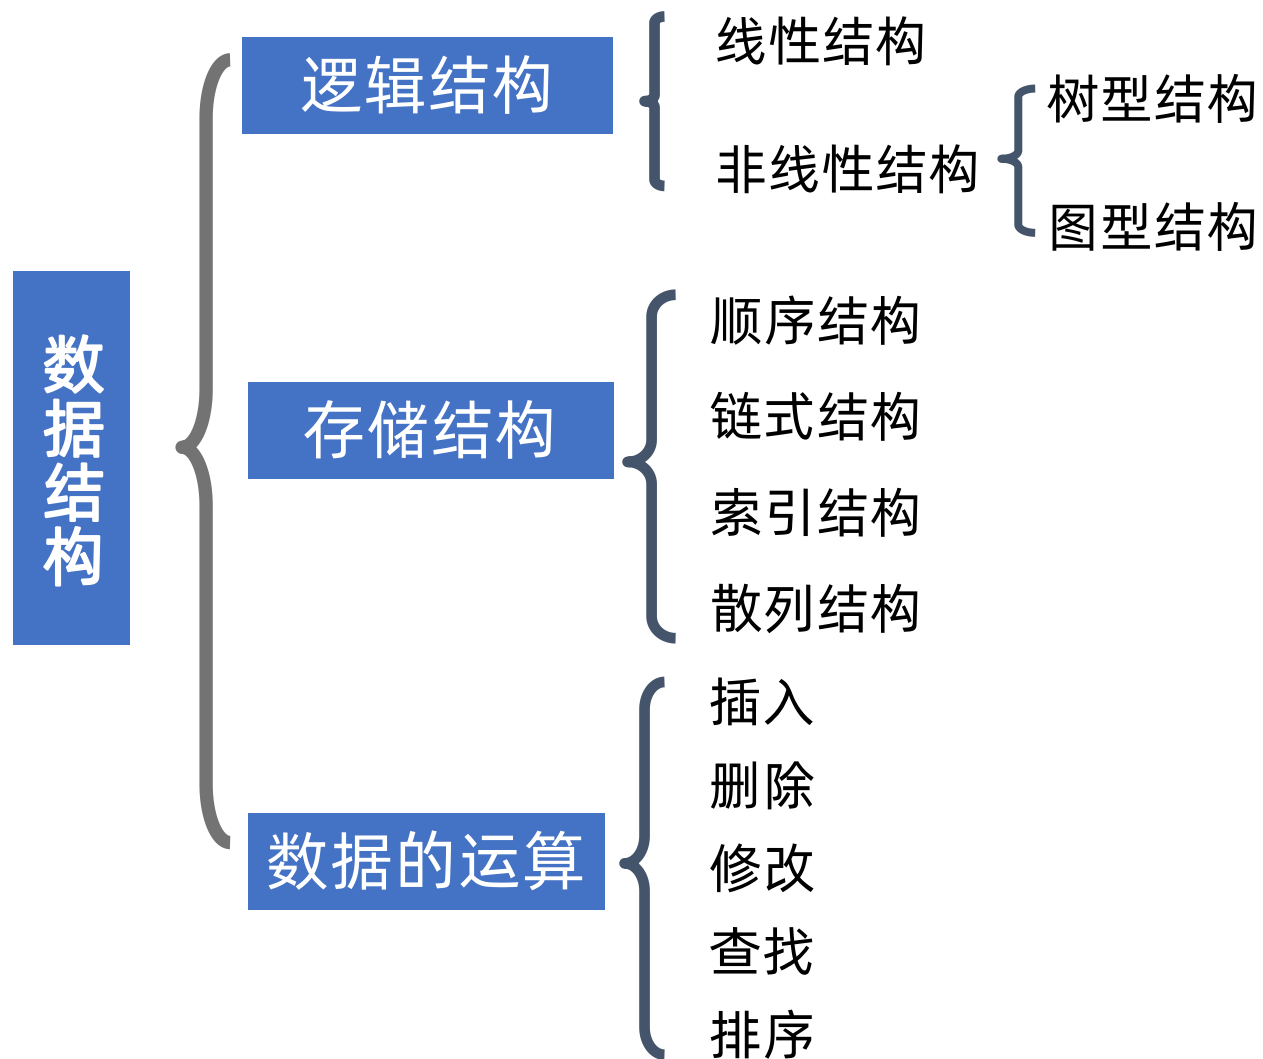 数据结构
逻辑结构
线性结构
非线性结构
树型结构
图型结构
存储结构
顺序结构
链式结构
索引结构
散列结构
数据的运算
插入
删除
修改
查找
排序